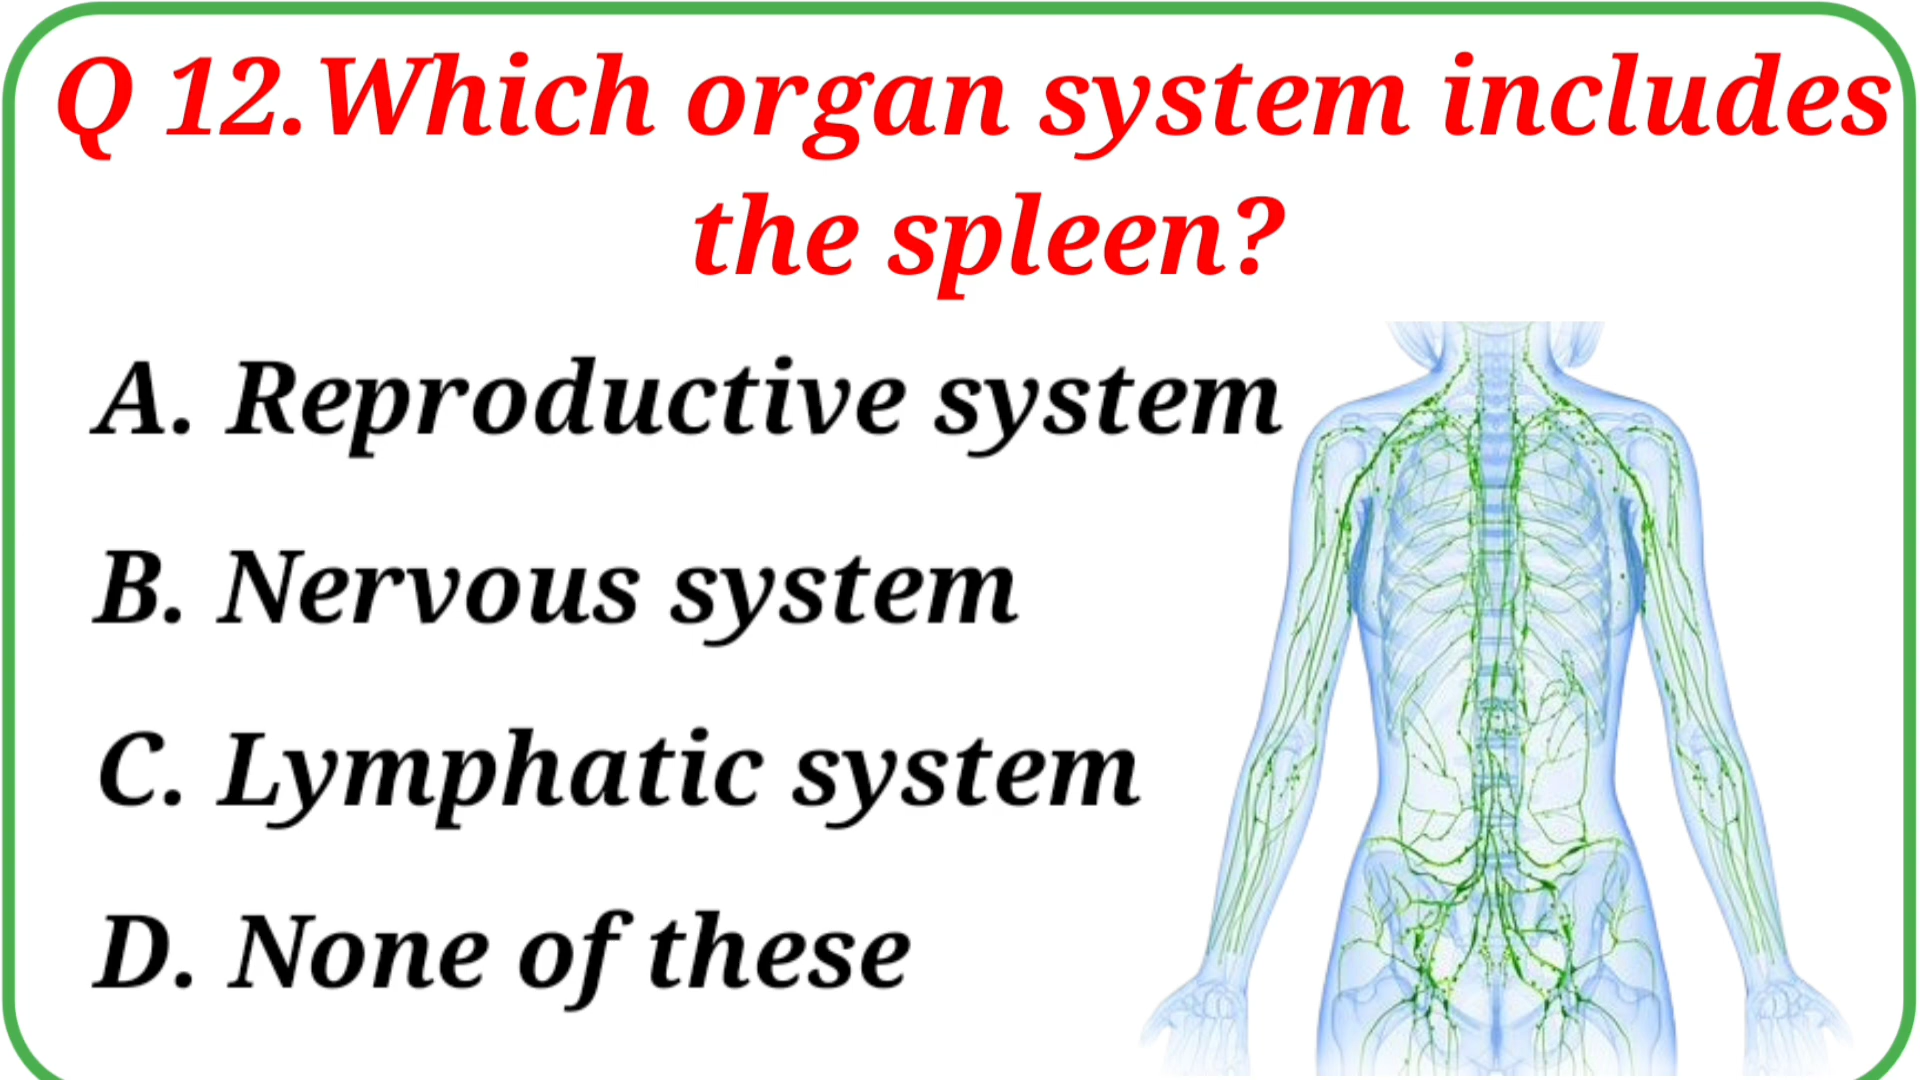 Q 12.Which organ system includes
the spleen?
A. Reproductive system
B. Nervous system
C. Lymphatic system
D. None of these